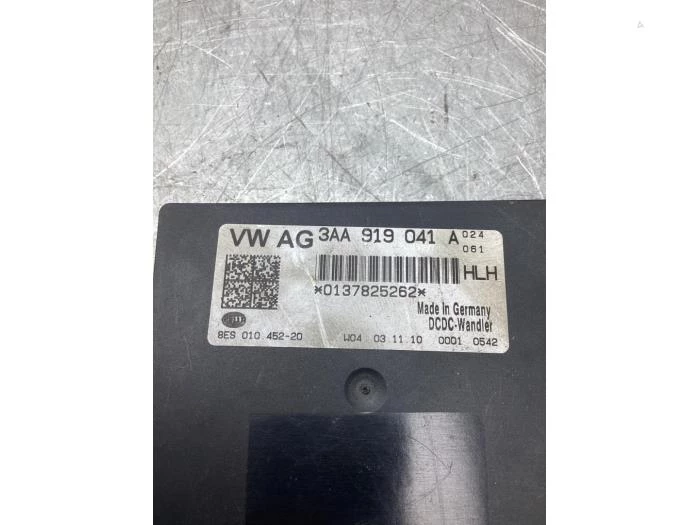 VW AG 3AA 919 041 A 024
061
HLH
*0137825262*
Made In Germany
DCDC-Wandler
8ES 010 452-20 W04 03.11.10 0001 0542